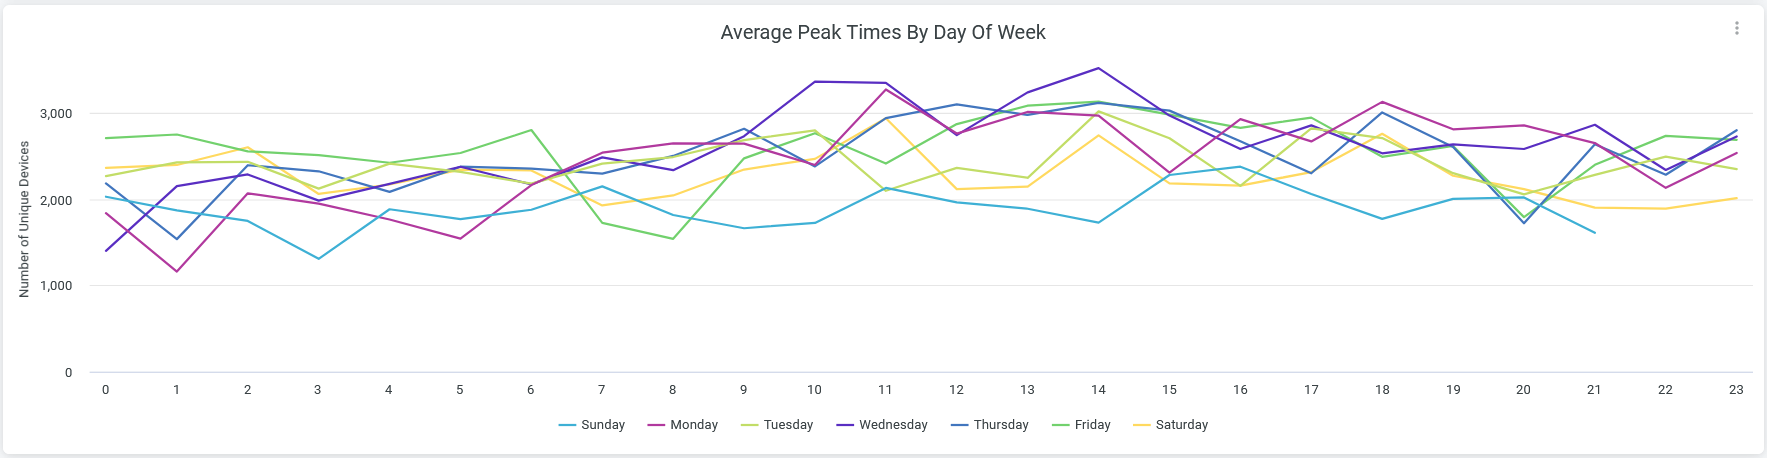 Average Peak Times By Day Of Week
Number of Unique Devices
3,000
2,000
1,000
0
0 1 2 3 4 5 6 7 8 9 10 11 12 13 14 15 16 17 18 19 20 21 22 23
Sunday Monday Tuesday Wednesday Thursday Friday Saturday